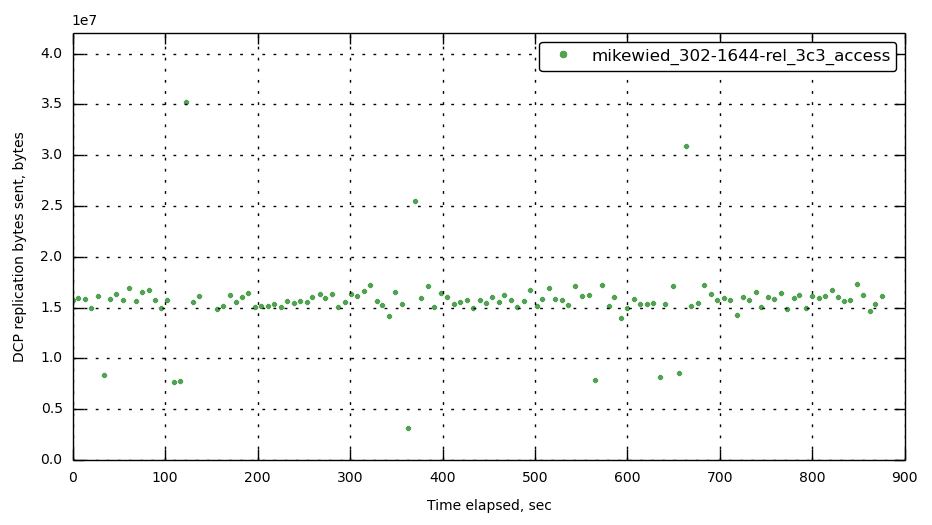 1e7
mikewied_302-1644-rel_3c3_access
4.0
3.5
3.0
2.5
2.0
1.5
1.0
0.5
0.0
DCP replication bytes sent, bytes
0 100 200 300 400 500 600 700 800 900
Time elapsed, sec